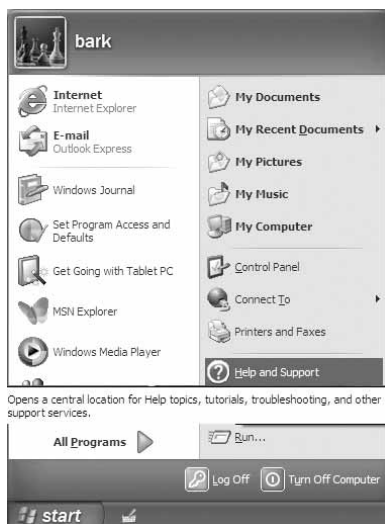 bark
Internet
Internet Explorer
E-mail
Outlook Express
Windows Journal
Set Program Access and
Defaults
Get Going with Tablet PC
MSN Explorer
Windows Media Player
My Documents
My Recent Documents
My Pictures
My Music
My Computer
Control Panel
Connect To
Printers and Faxes
Help and Support
Opens a central location for Help topics, tutorials, troubleshooting, and other
support services.
All Programs
Run...
Log Off
Turn Off Computer
start